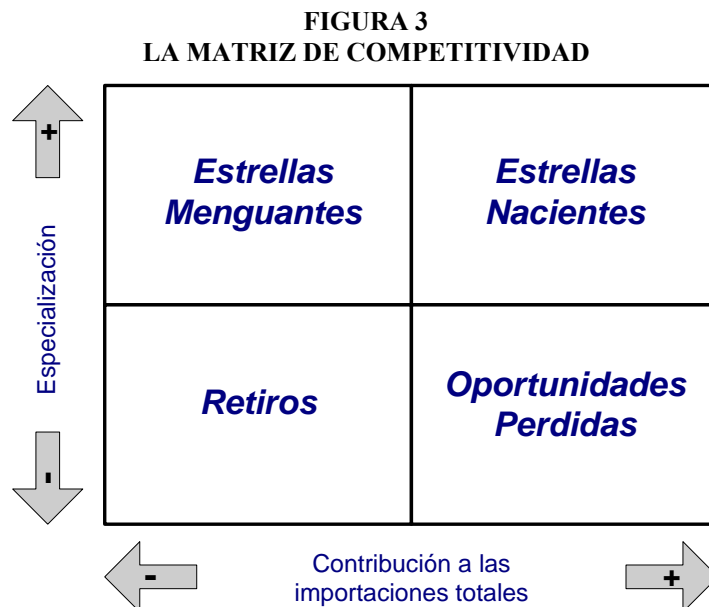 FIGURA 3
LA MATRIZ DE COMPETITIVIDAD
+
Especialización
-
Estrellas
Menguantes
Estrellas
Nacientes
Retiros
Oportunidades
Perdidas
-
Contribución a las
importaciones totales
+